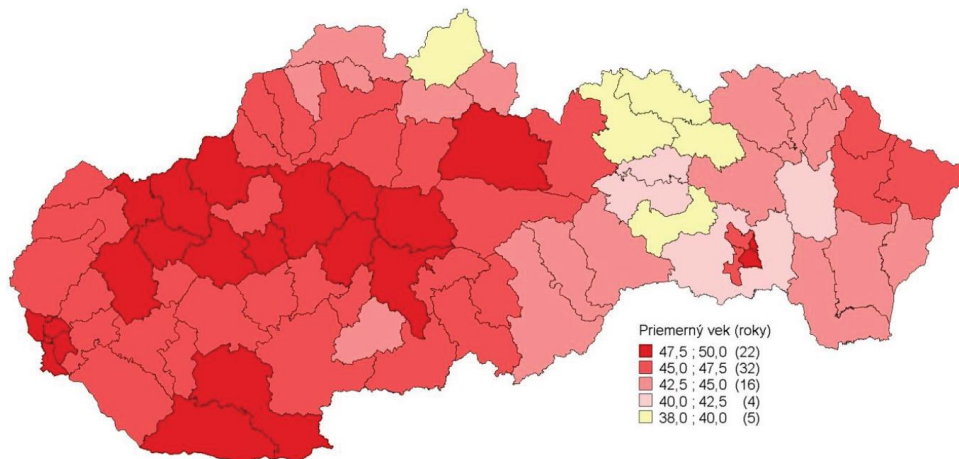 Priemerný vek (roky)
47,5 ; 50,0 (22)
45,0 ; 47,5 (32)
42,5 ; 45,0 (16)
40,0 ; 42,5 (4)
38,0 ; 40,0 (5)